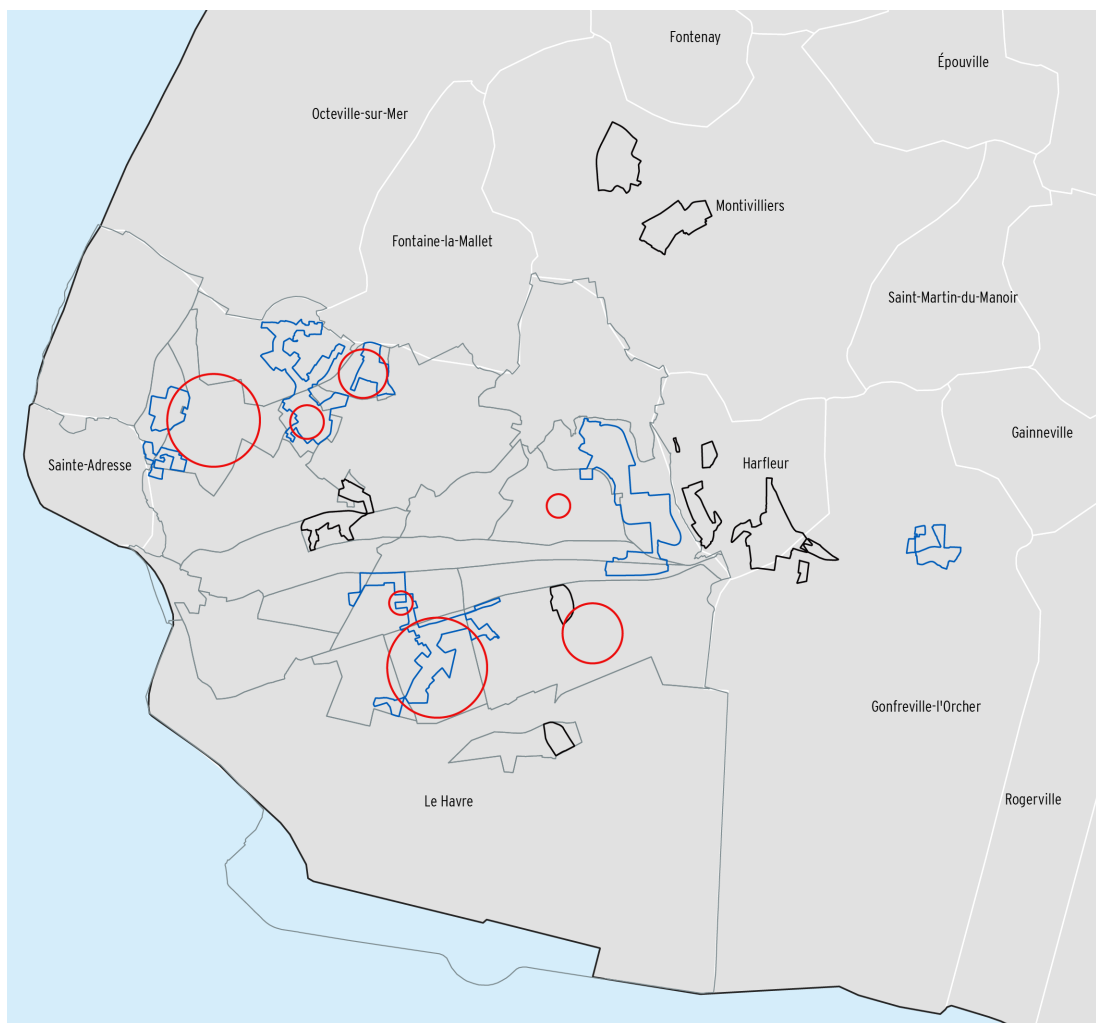 Fontenay
Épouville
Octeville-sur-Mer
Montivilliers
Fontaine-la-Mallet
Saint-Martin-du-Manoir
Gainneville
Harfleur
Sainte-Adresse
Gonfreville-l'Orcher
Rogerville
Le Havre